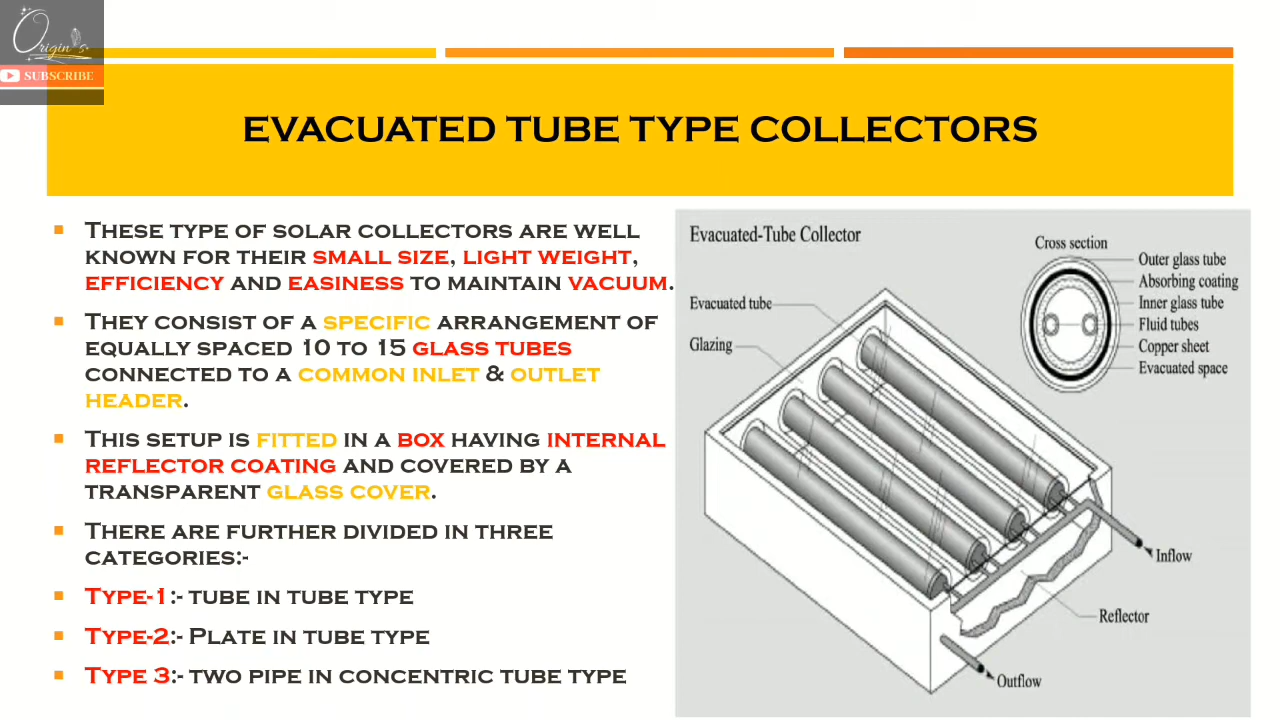 Origin's
SUBSCRIBE
EVACUATED TUBE TYPE COLLECTORS
THESE TYPE OF SOLAR COLLECTORS ARE WELL
KNOWN FOR THEIR SMALL SIZE, LIGHT WEIGHT,
EFFICIENCY AND EASINESS TO MAINTAIN VACUUM.
THEY CONSIST OF A SPECIFIC ARRANGEMENT OF
EQUALLY SPACED 10 TO 15 GLASS TUBES
CONNECTED TO A COMMON INLET & OUTLET
HEADER.
THIS SETUP IS FITTED IN A BOX HAVING INTERNAL
REFLECTOR COATING AND COVERED BY A
TRANSPARENT GLASS COVER.
THERE ARE FURTHER DIVIDED IN THREE
CATEGORIES:-
TYPE-1:- TUBE IN TUBE TYPE
TYPE-2:- PLATE IN TUBE TYPE
TYPE 3:- TWO PIPE IN CONCENTRIC TUBE TYPE
Evacuated-Tube Collector
Cross section
Outer glass tube
Absorbing coating
Inner glass tube
Fluid tubes
Copper sheet
Evacuated space
Evacuated tube
Glazing
Inflow
Reflector
Outflow